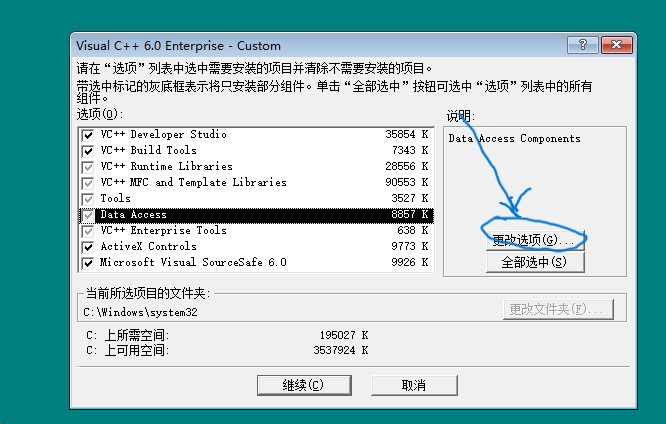 Visual C++ 6.0 Enterprise - Custom
请在“选项”列表中选中需要安装的项目并清除不需要安装的项目。
带选中标记的灰底框表示将只安装部分组件。单击“全部选中”按钮可选中“选项”列表中的所有
组件。
选项(O):
说明:
VC++ Developer Studio 35854 K
VC++ Build Tools 7343 K
VC++ Runtime Libraries 28556 K
VC++ MFC and Template Libraries 90553 K
Tools 3527 K
Data Access 8857 K
VC++ Enterprise Tools 638 K
ActiveX Controls 9773 K
Microsoft Visual SourceSafe 6.0 9926 K
Data Access Components
更改选项(G)...
全部选中(S)
当前所选项目的文件夹:
C:\Windows\system32
更改文件夹(F)...
C: 上所需空间: 195027 K
C: 上可用空间: 3537924 K
继续(C)
取消